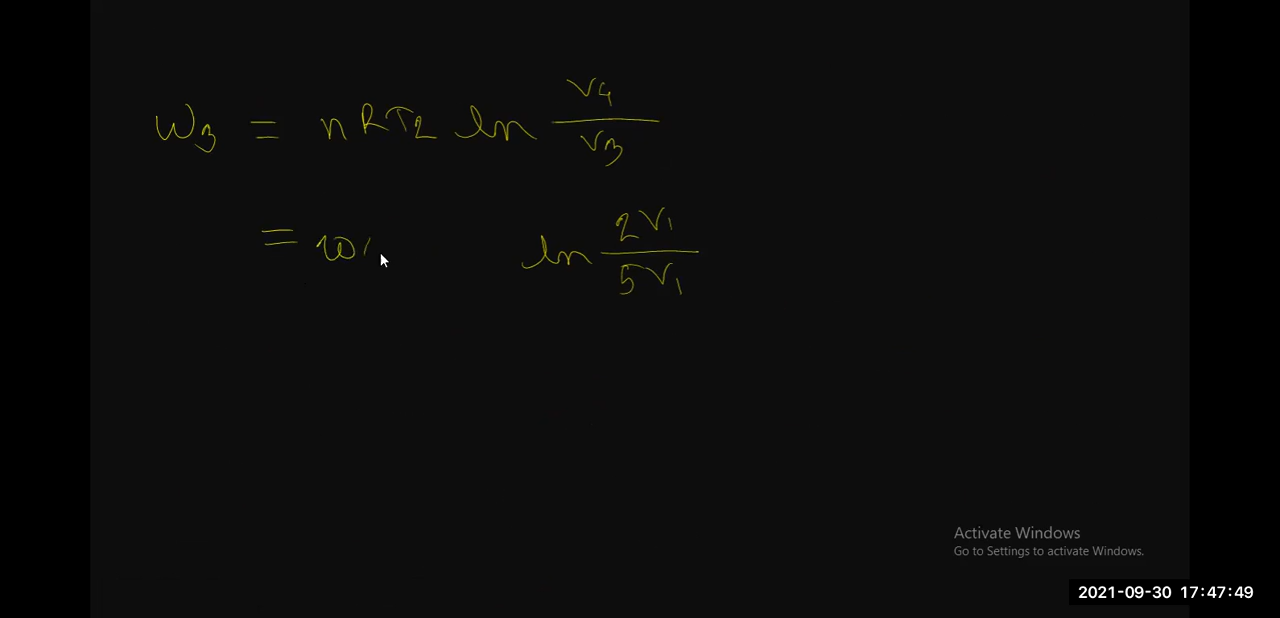 W₃ = nRT₂ ln V₄/V₃
= ln 2V₁/5V₁
Activate Windows
Go to Settings to activate Windows.
2021-09-30 17:47:49